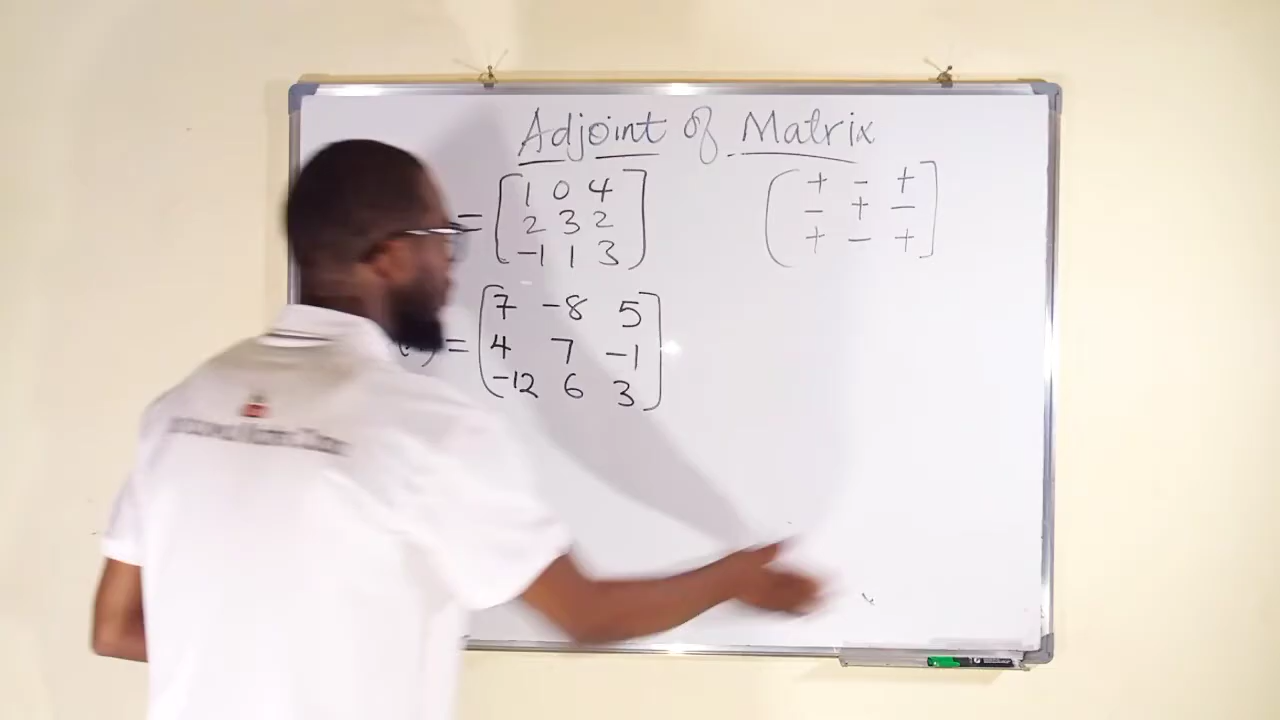 Adjoint of Matrix
= [1 0 4
2 3 2
-1 1 3]
(+ - +
- + -
+ - +]
) = [7 -8 5
4 7 -1
-12 6 3]